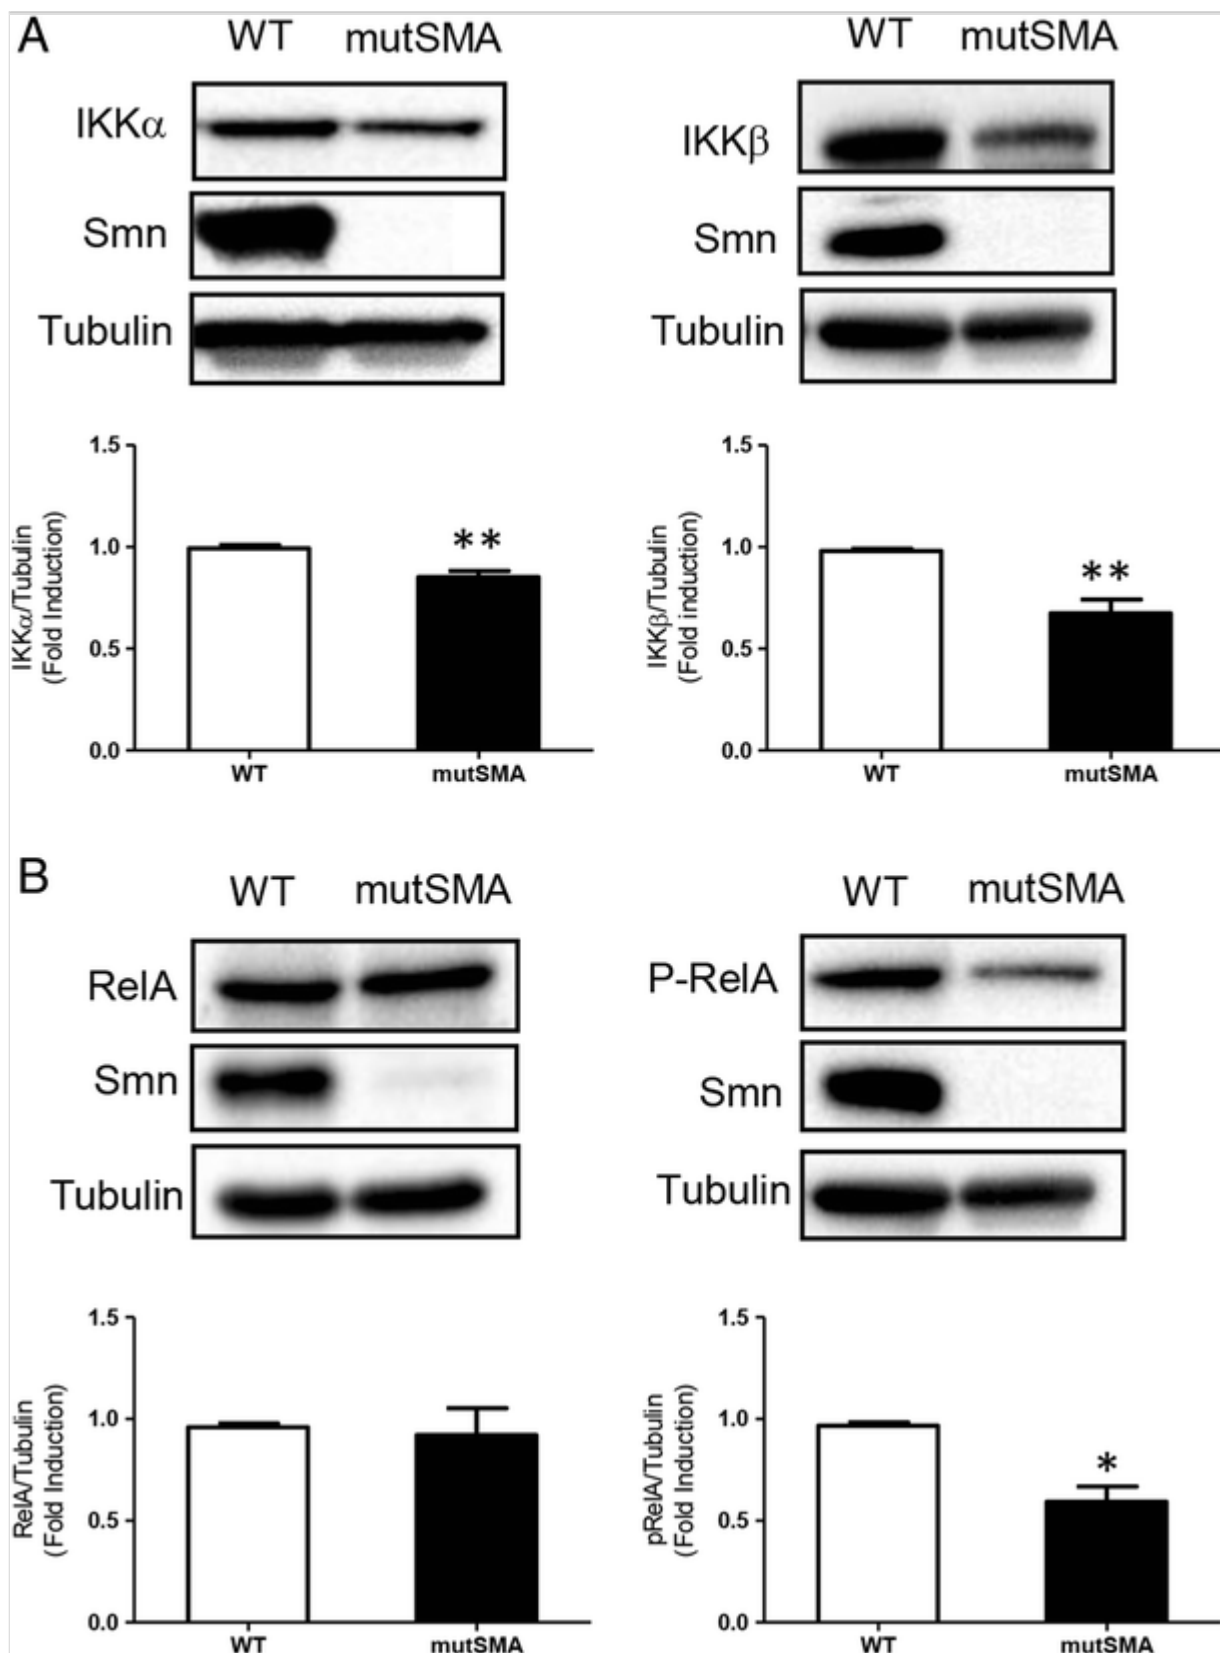 A
WT mutSMA
IKKα
Smn
Tubulin
1.5
1.0
0.5
0.0
IKKα/Tubulin
(Fold Induction)
**
WT mutSMA
WT mutSMA
IKKβ
Smn
Tubulin
1.5
1.0
0.5
0.0
IKKβ/Tubulin
(Fold induction)
**
WT mutSMA
B
WT mutSMA
RelA
Smn
Tubulin
1.5
1.0
0.5
0.0
RelA/Tubulin
(Fold Induction)
WT mutSMA
WT mutSMA
P-RelA
Smn
Tubulin
1.5
1.0
0.5
0.0
pRelA/Tubulin
(Fold Induction)
*
WT mutSMA